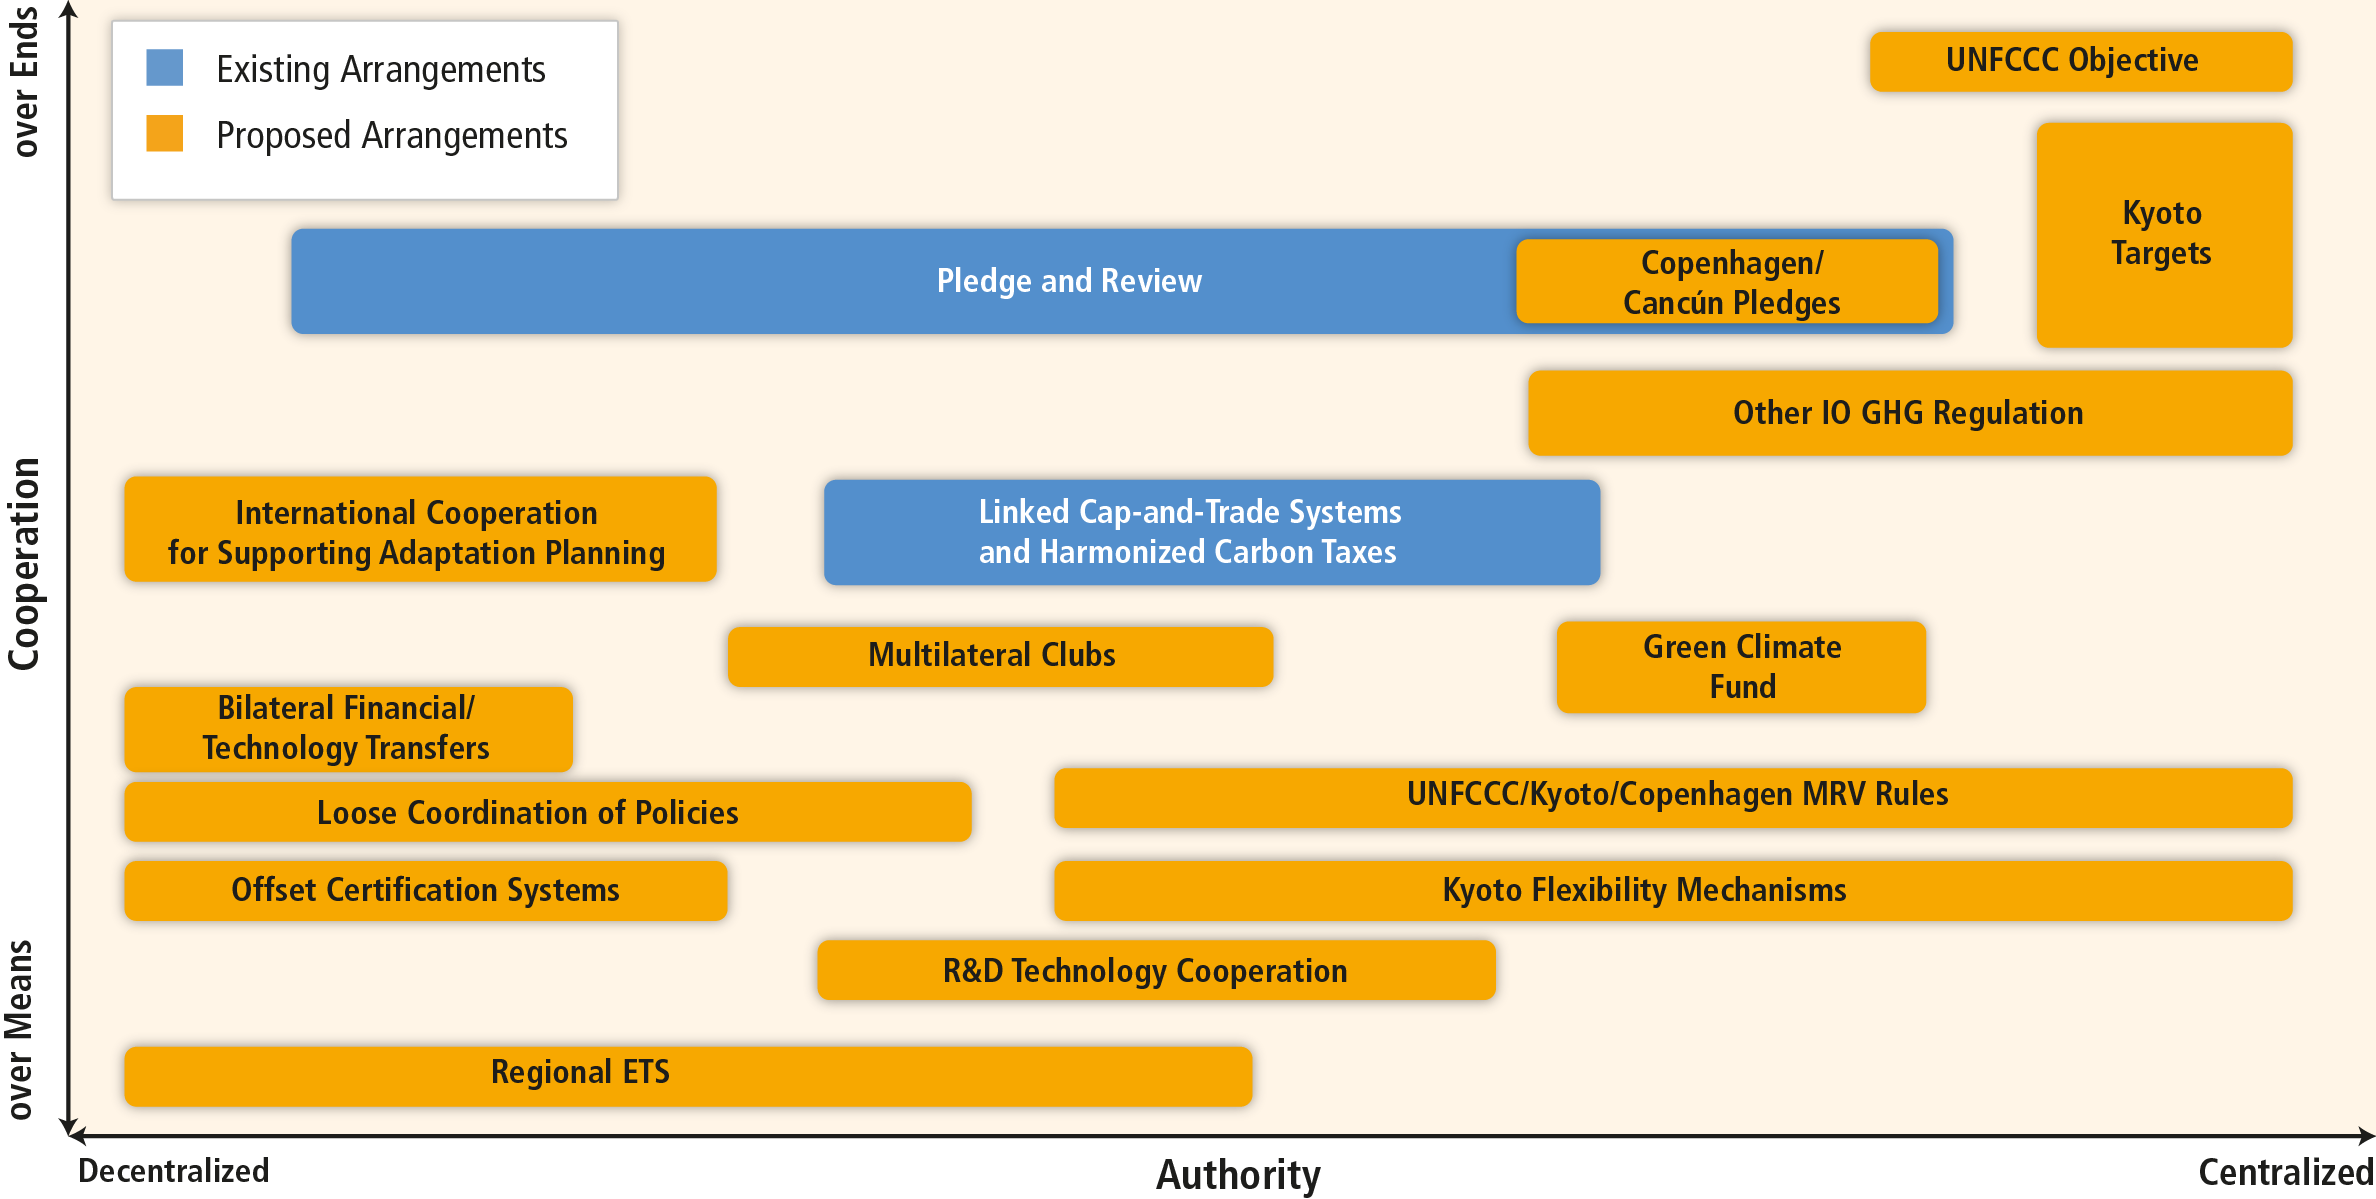 over Ends
Cooperation
over Means
Existing Arrangements
Proposed Arrangements
UNFCCC Objective
Kyoto
Targets
Pledge and Review
Copenhagen/
Cancún Pledges
Other IO GHG Regulation
International Cooperation
for Supporting Adaptation Planning
Linked Cap-and-Trade Systems
and Harmonized Carbon Taxes
Multilateral Clubs
Green Climate
Fund
Bilateral Financial/
Technology Transfers
Loose Coordination of Policies
UNFCCC/Kyoto/Copenhagen MRV Rules
Offset Certification Systems
Kyoto Flexibility Mechanisms
R&D Technology Cooperation
Regional ETS
Decentralized
Authority
Centralized